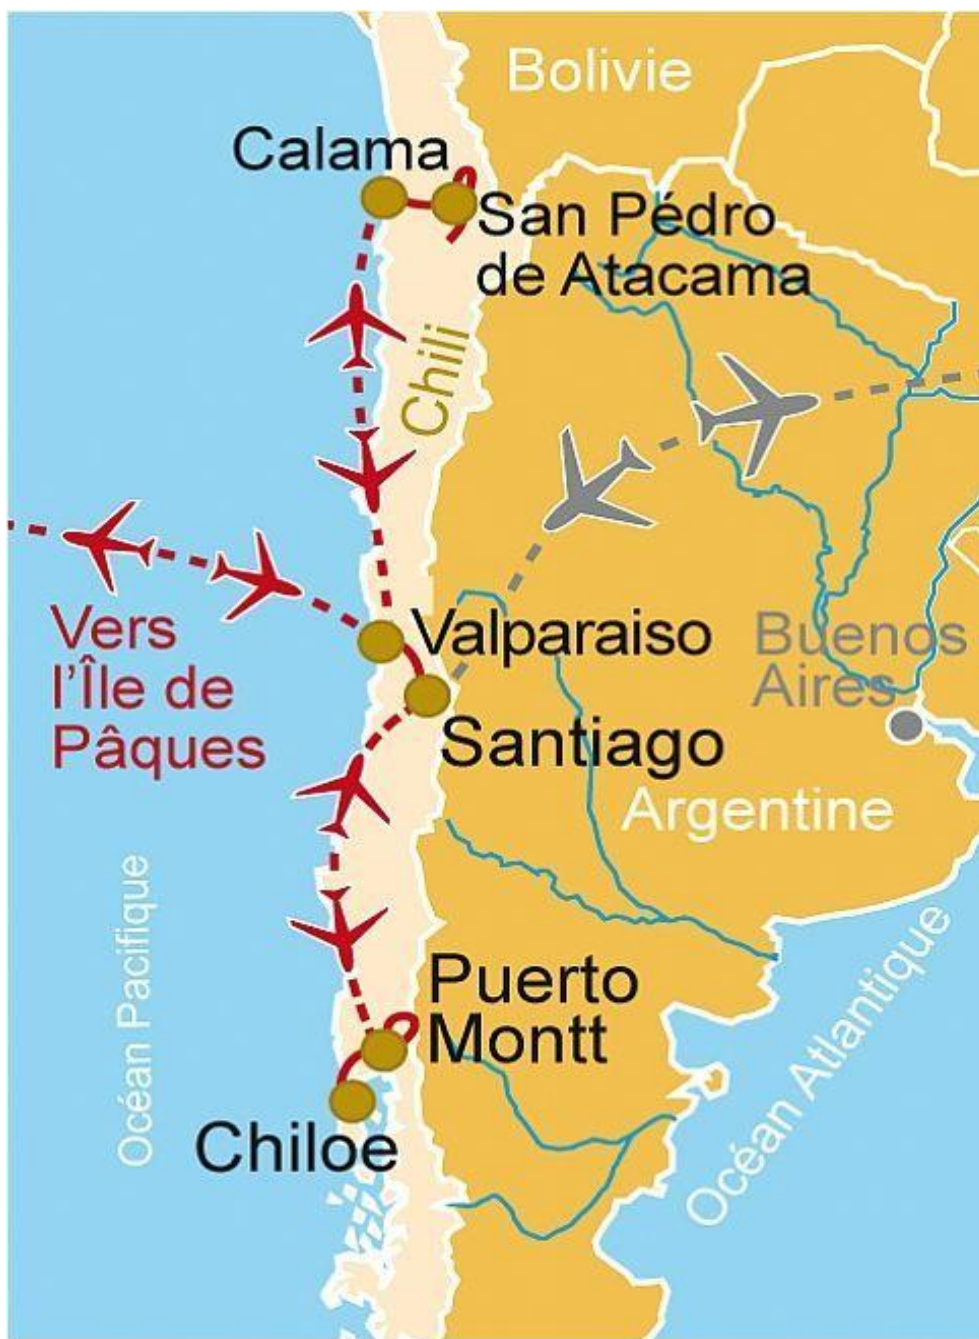 Bolivie
Calama
San Pédro
de Atacama
Chili
Vers
l'Île de
Pâques
Valparaiso
Buenos
Aires
Santiago
Argentine
Océan Pacifique
Puerto
Montt
Océan Atlantique
Chiloe